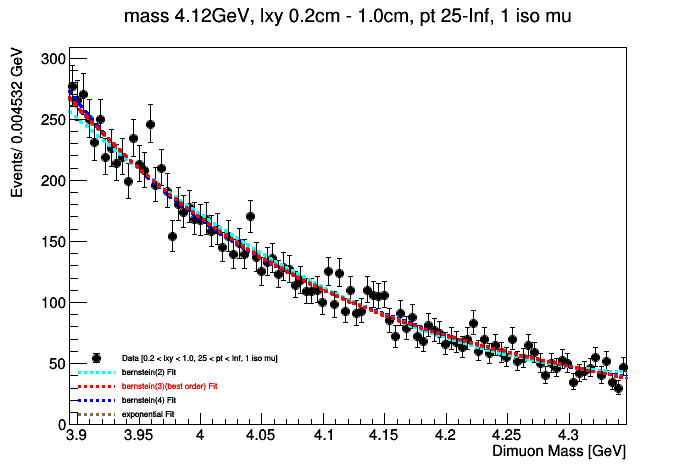 mass 4.12GeV, lxy 0.2cm - 1.0cm, pt 25-Inf, 1 iso mu
Events/ 0.004532 GeV
300
250
200
150
100
50
0
Data [0.2 < lxy < 1.0, 25 < pt < Inf, 1 iso mu]
bernstein(2) Fit
bernstein(3)(best order) Fit
bernstein(4) Fit
exponential Fit
3.9 3.95 4 4.05 4.1 4.15 4.2 4.25 4.3
Dimuon Mass [GeV]